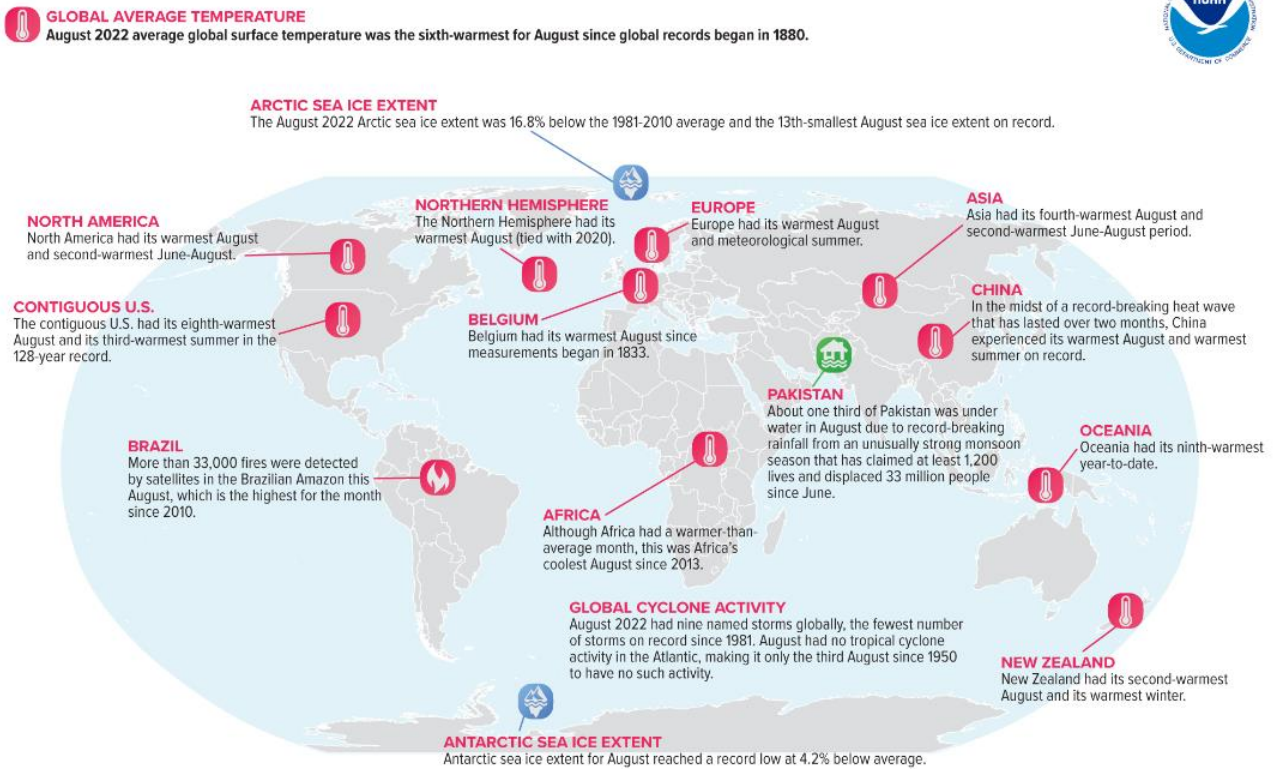 GLOBAL AVERAGE TEMPERATURE
August 2022 average global surface temperature was the sixth-warmest for August since global records began in 1880.
ARCTIC SEA ICE EXTENT
The August 2022 Arctic sea ice extent was 16.8% below the 1981-2010 average and the 13th-smallest August sea ice extent on record.
NORTH AMERICA
North America had its warmest August
and second-warmest June-August.
NORTHERN HEMISPHERE
The Northern Hemisphere had its
warmest August (tied with 2020).
EUROPE
Europe had its warmest August
and meteorological summer.
ASIA
Asia had its fourth-warmest August and
second-warmest June-August period.
CONTIGUOUS U.S.
The contiguous U.S. had its eighth-warmest
August and its third-warmest summer in the
128-year record.
BELGIUM
Belgium had its warmest August since
measurements began in 1833.
CHINA
In the midst of a record-breaking heat wave
that has lasted over two months, China
experienced its warmest August and warmest
summer on record.
PAKISTAN
About one third of Pakistan was under
water in August due to record-breaking
rainfall from an unusually strong monsoon
season that has claimed at least 1,200
lives and displaced 33 million people
since June.
OCEANIA
Oceania had its ninth-warmest
year-to-date.
BRAZIL
More than 33,000 fires were detected
by satellites in the Brazilian Amazon this
August, which is the highest for the month
since 2010.
AFRICA
Although Africa had a warmer-than-
average month, this was Africa's
coolest August since 2013.
GLOBAL CYCLONE ACTIVITY
August 2022 had nine named storms globally, the fewest number
of storms on record since 1981. August had no tropical cyclone
activity in the Atlantic, making it only the third August since 1950
to have no such activity.
NEW ZEALAND
New Zealand had its second-warmest
August and its warmest winter.
ANTARCTIC SEA ICE EXTENT
Antarctic sea ice extent for August reached a record low at 4.2% below average.
U.S. DEPARTMENT OF COMMERCE